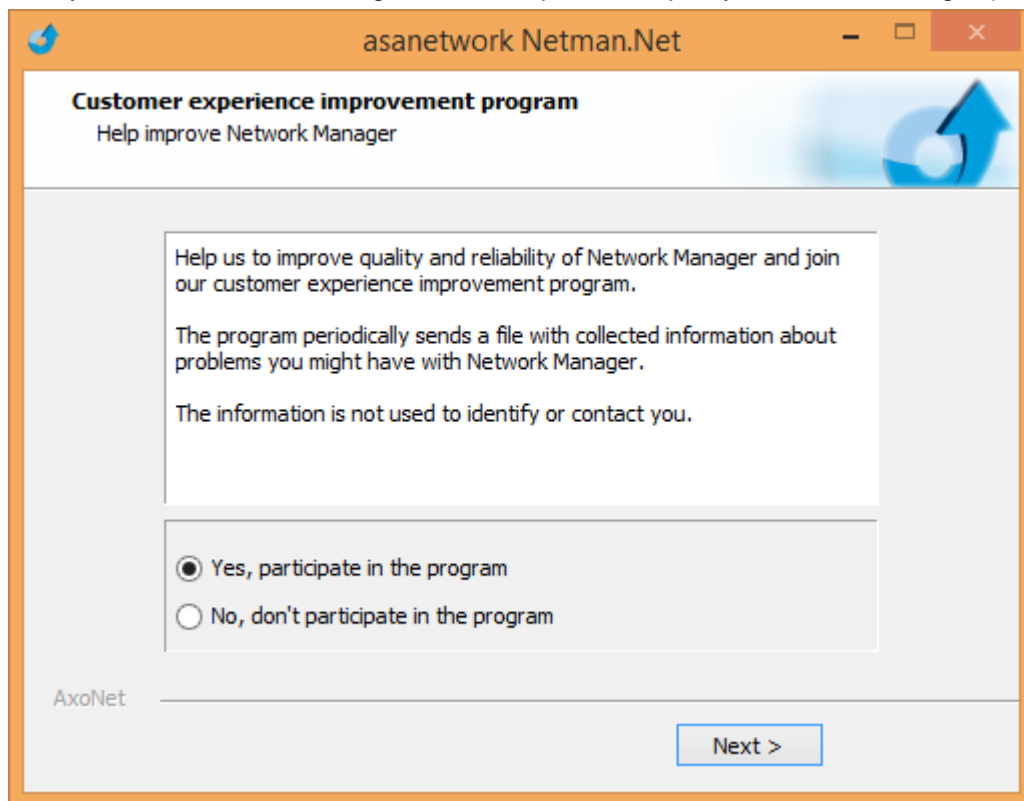 asanetwork Netman.Net
Customer experience improvement program
Help improve Network Manager
Help us to improve quality and reliability of Network Manager and join
our customer experience improvement program.
The program periodically sends a file with collected information about
problems you might have with Network Manager.
The information is not used to identify or contact you.
Yes, participate in the program
No, don't participate in the program
AxoNet
Next >